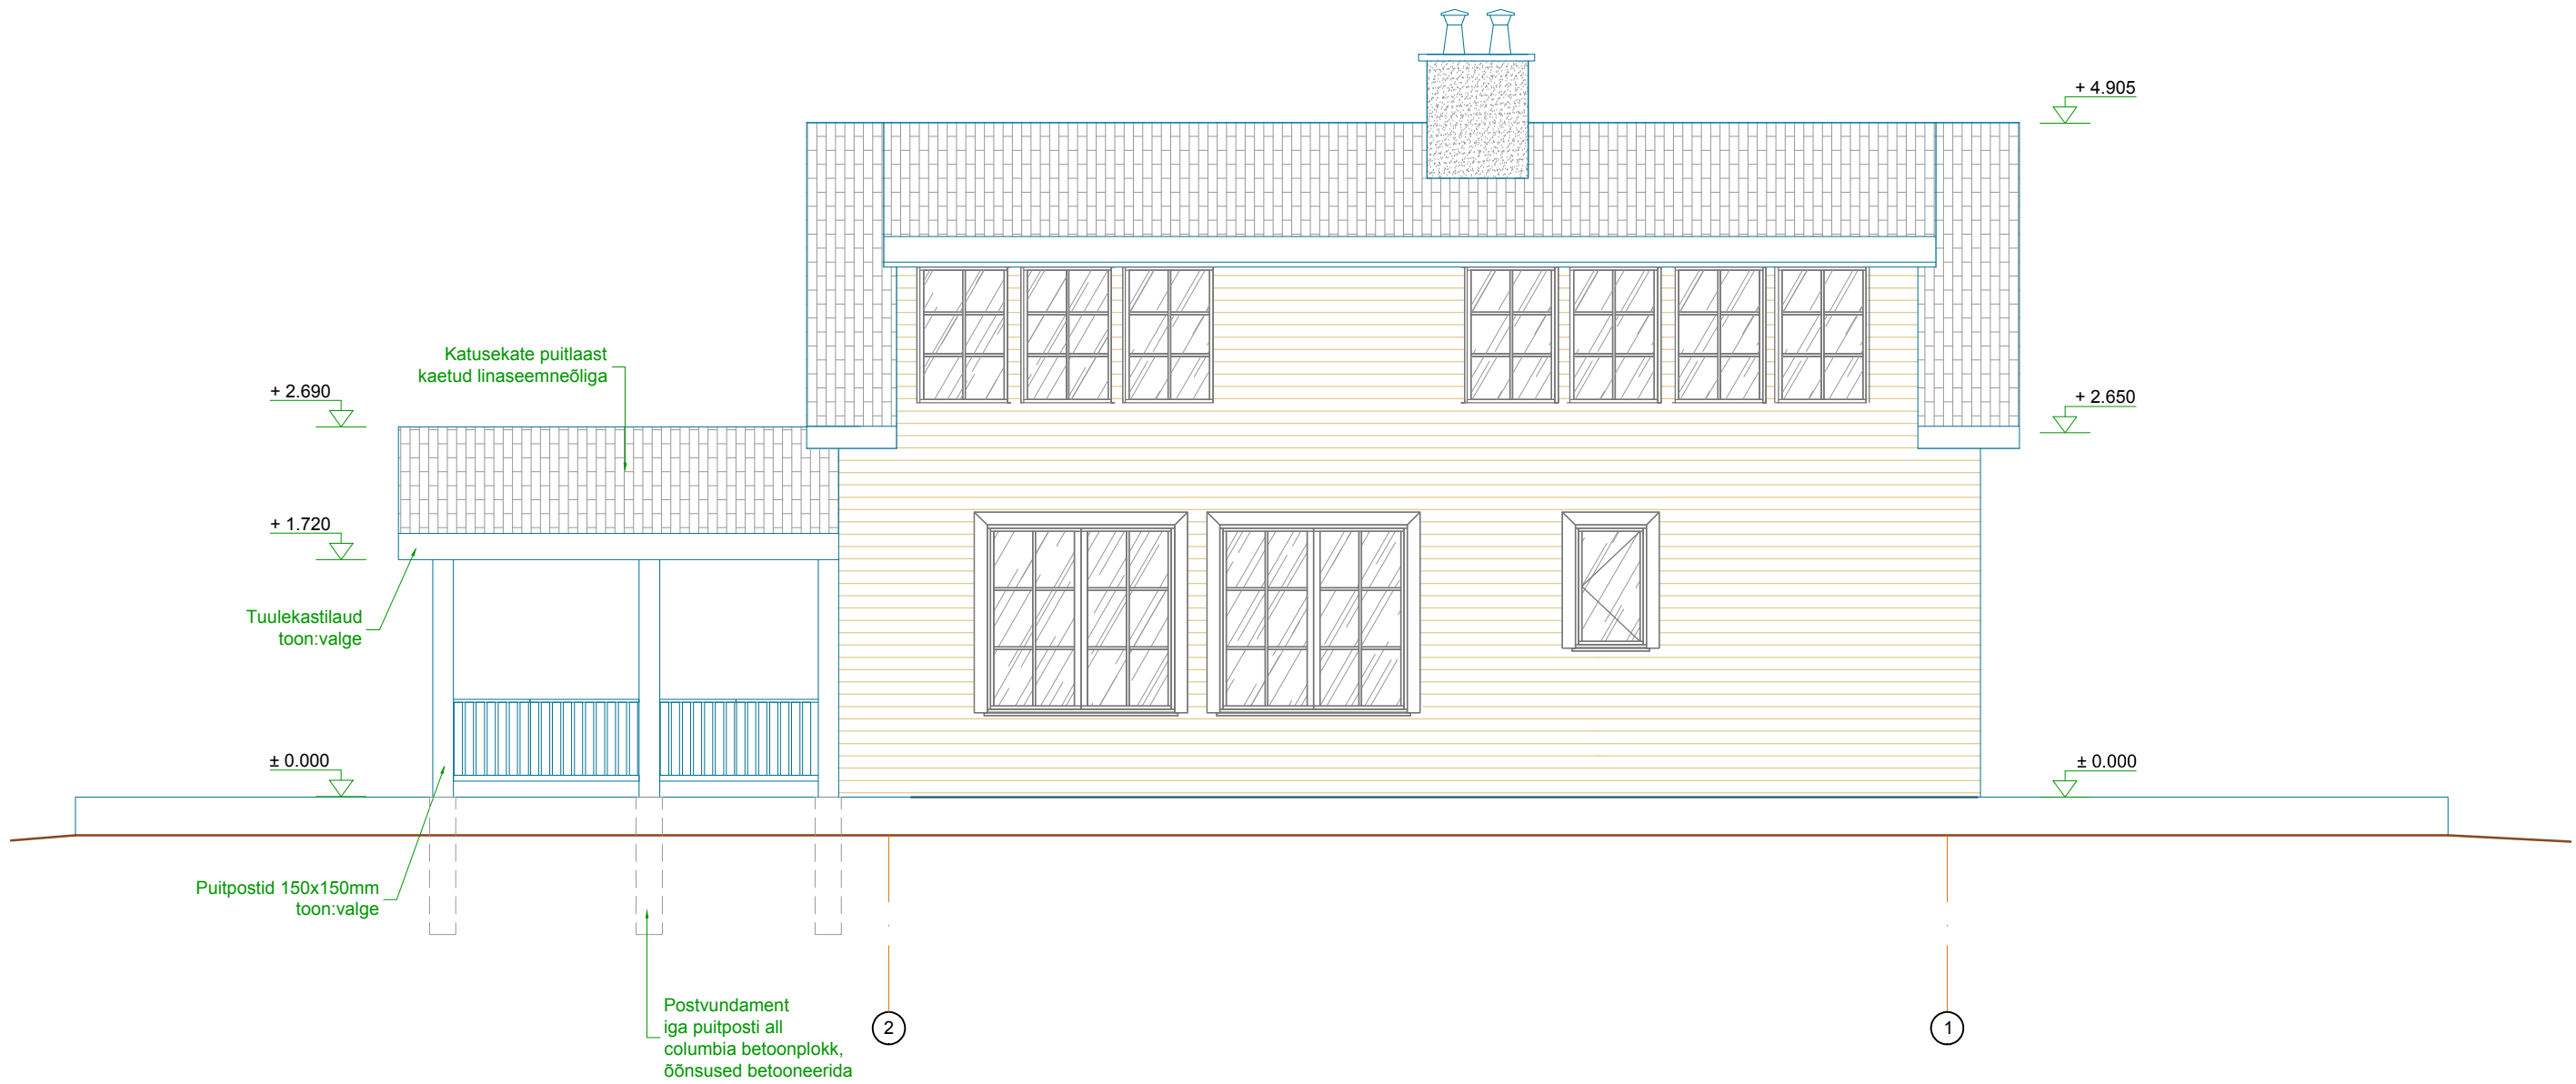 + 4.905
Katusekate puitlaast
kaetud linaseemneõliga
+ 2.690
+ 2.650
+ 1.720
Tuulekastilaud
toon:valge
± 0.000
± 0.000
Puitpostid 150x150mm
toon:valge
Postvundament
iga puitposti all
columbia betoonplokk,
õõnsused betooneerida
2
1